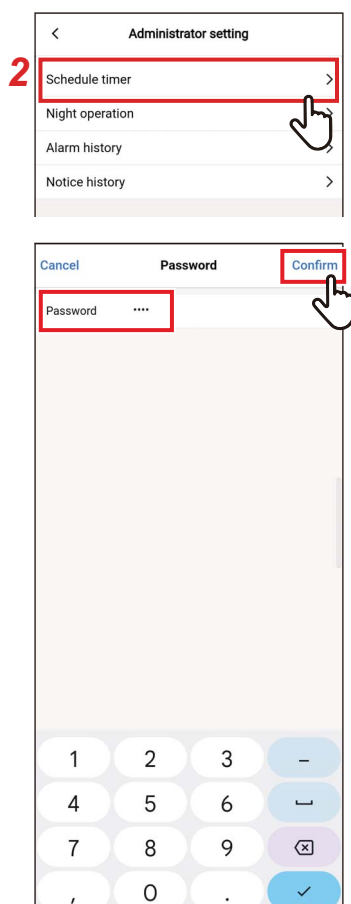 Administrator setting
2
Schedule timer
Night operation
Alarm history
Notice history
Cancel Password Confirm
Password ••••
1 2 3 –
4 5 6
7 8 9
, 0 .